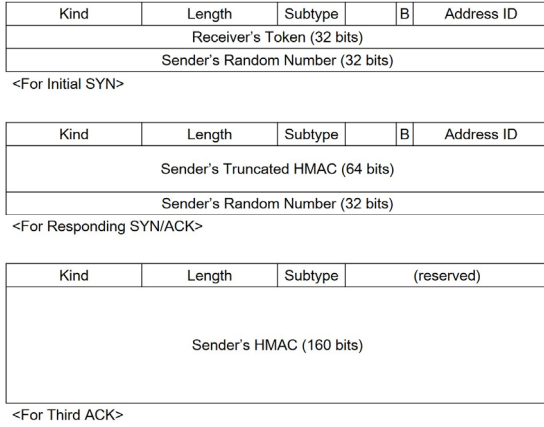 Kind Length Subtype B Address ID
Receiver's Token (32 bits)
Sender's Random Number (32 bits)
<For Initial SYN>
Kind Length Subtype B Address ID
Sender's Truncated HMAC (64 bits)
Sender's Random Number (32 bits)
<For Responding SYN/ACK>
Kind Length Subtype (reserved)
Sender's HMAC (160 bits)
<For Third ACK>